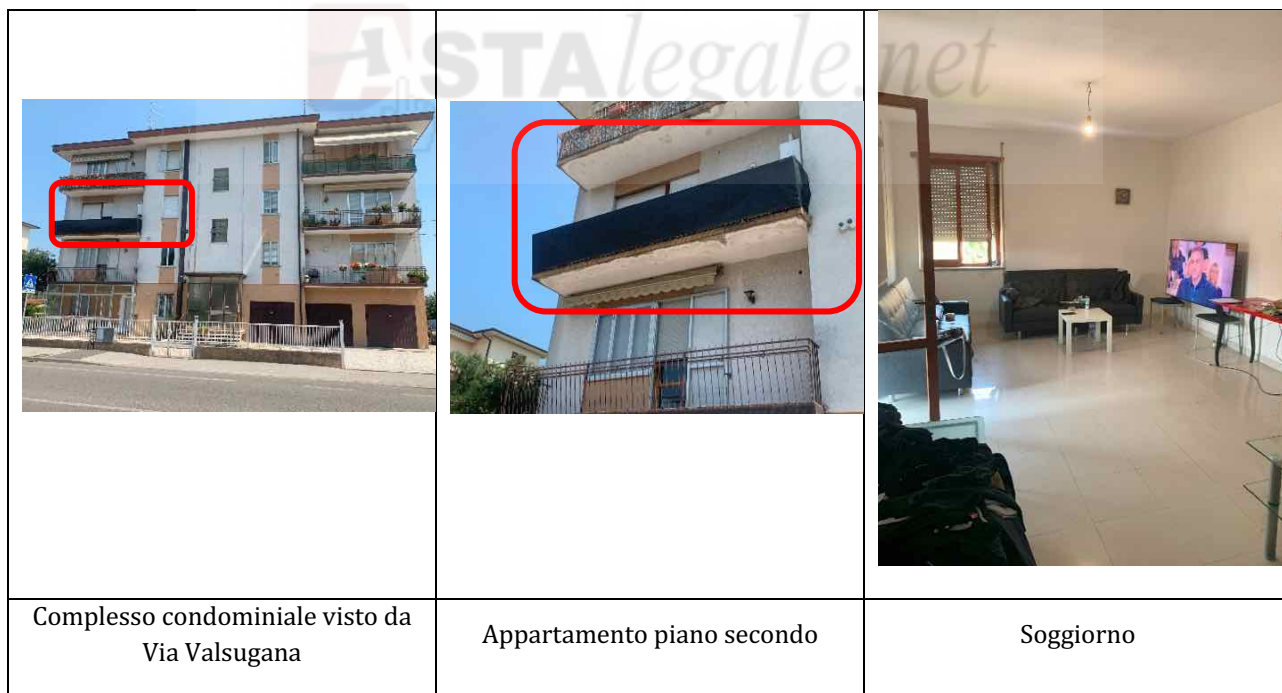 ASTAlegale.net
Complesso condominiale visto da
Via Valsugana
Appartamento piano secondo
Soggiorno